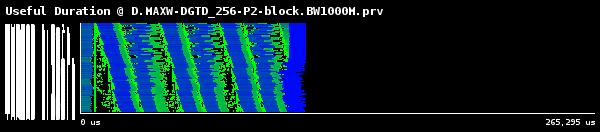 Useful Duration @ D.MAXW-DGTD_256-P2-block.BW1000M.prv
0 us
265,295 us